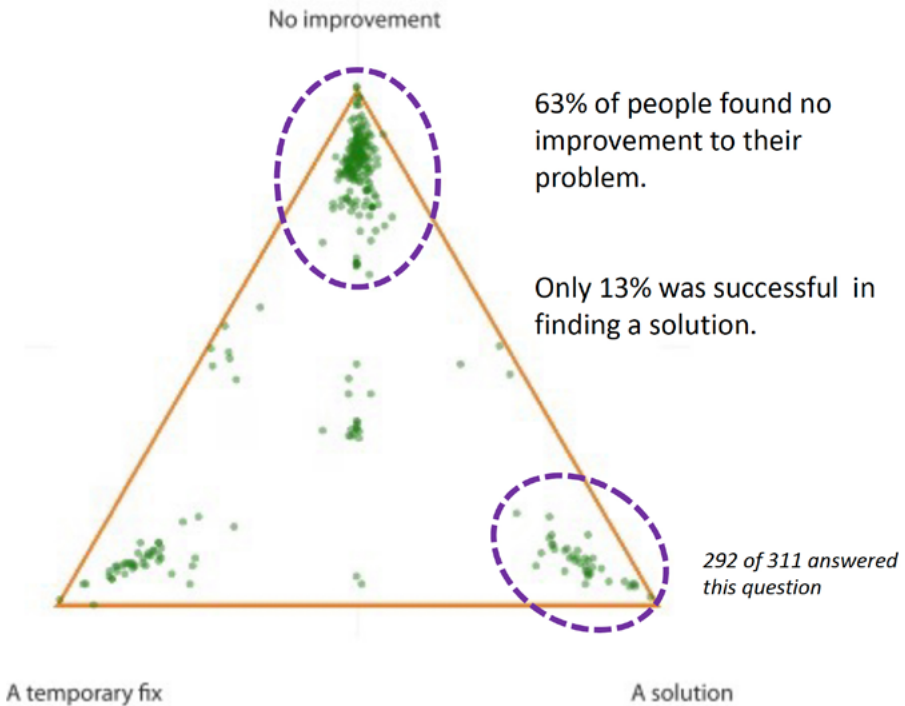 No improvement
63% of people found no
improvement to their
problem.
Only 13% was successful in
finding a solution.
292 of 311 answered
this question
A temporary fix
A solution